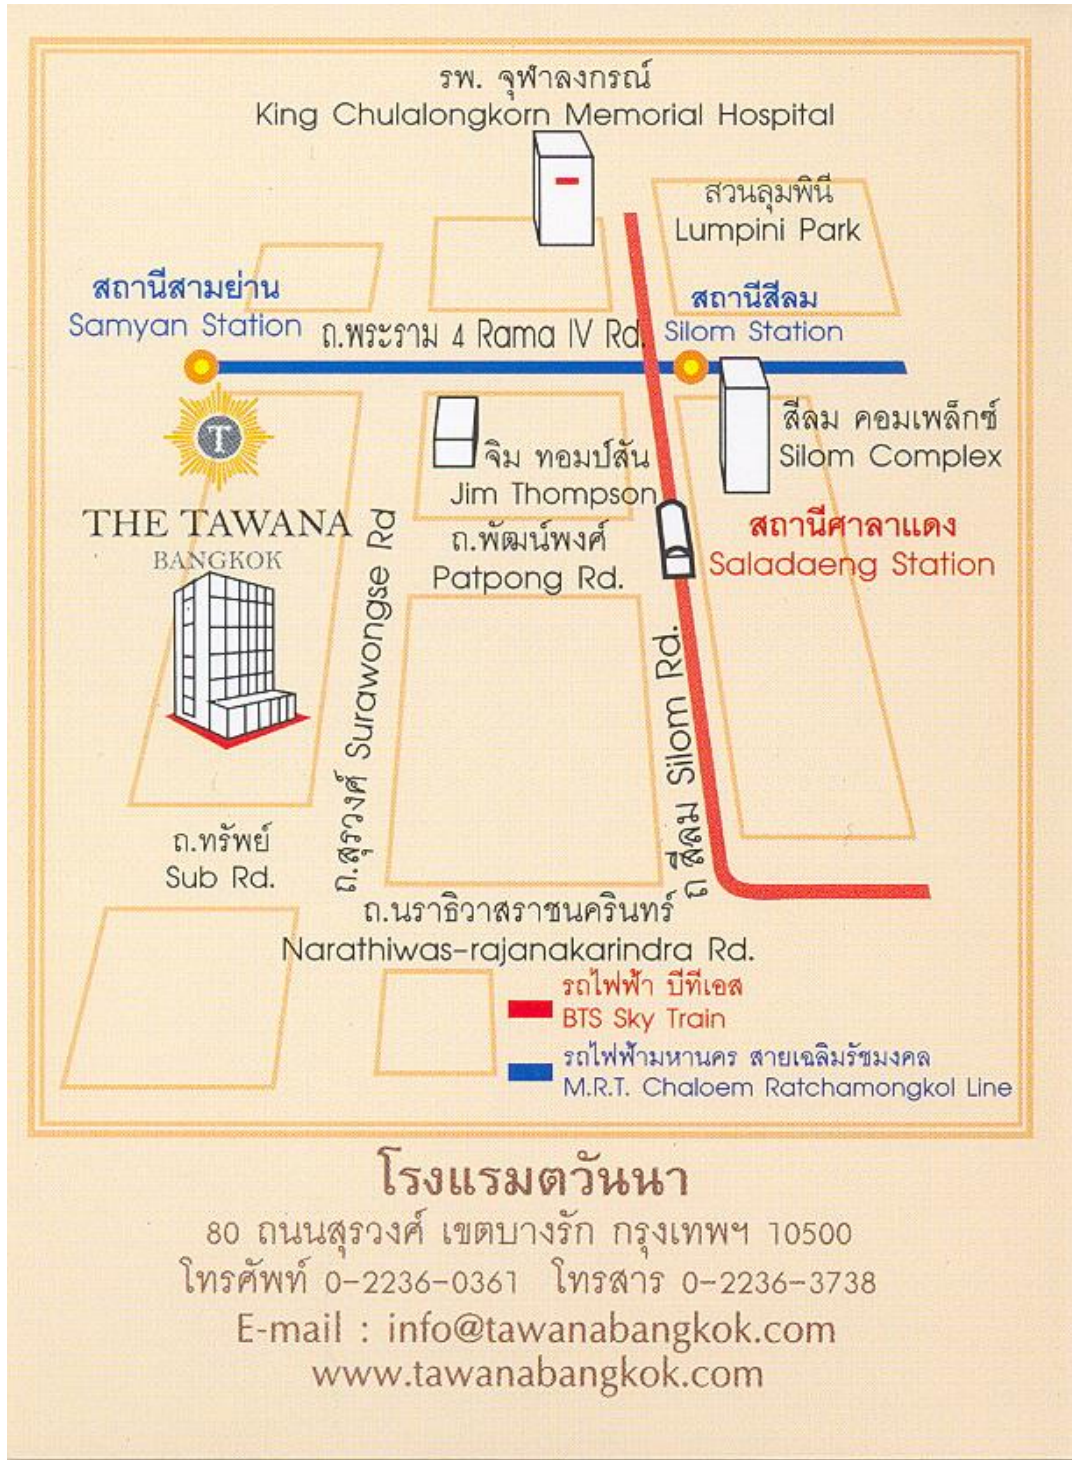 รพ. จุฬาลงกรณ์
King Chulalongkorn Memorial Hospital
สวนลุมพินี
Lumpini Park
สถานีสามย่าน
Samyan Station
ถ.พระราม 4 Rama IV Rd.
สถานีสีลม
Silom Station
T
THE TAWANA
BANGKOK
จิม ทอมป์สัน
Jim Thompson
สีลม คอมเพล็กซ์
Silom Complex
ถ.พัฒน์พงศ์
Patpong Rd.
สถานีศาลาแดง
Saladaeng Station
ถ.สุรวงศ์ Surawongse Rd
ถ สีลม Silom Rd.
ถ.ทรัพย์
Sub Rd.
ถ.นราธิวาสราชนครินทร์
Narathiwas-rajanakarindra Rd.
รถไฟฟ้า บีทีเอส
BTS Sky Train
รถไฟฟ้ามหานคร สายเฉลิมรัชมงคล
M.R.T. Chaloem Ratchamongkol Line
โรงแรมตวันนา
80 ถนนสุรวงศ์ เขตบางรัก กรุงเทพฯ 10500
โทรศัพท์ 0-2236-0361 โทรสาร 0-2236-3738
E-mail : info@tawanabangkok.com
www.tawanabangkok.com